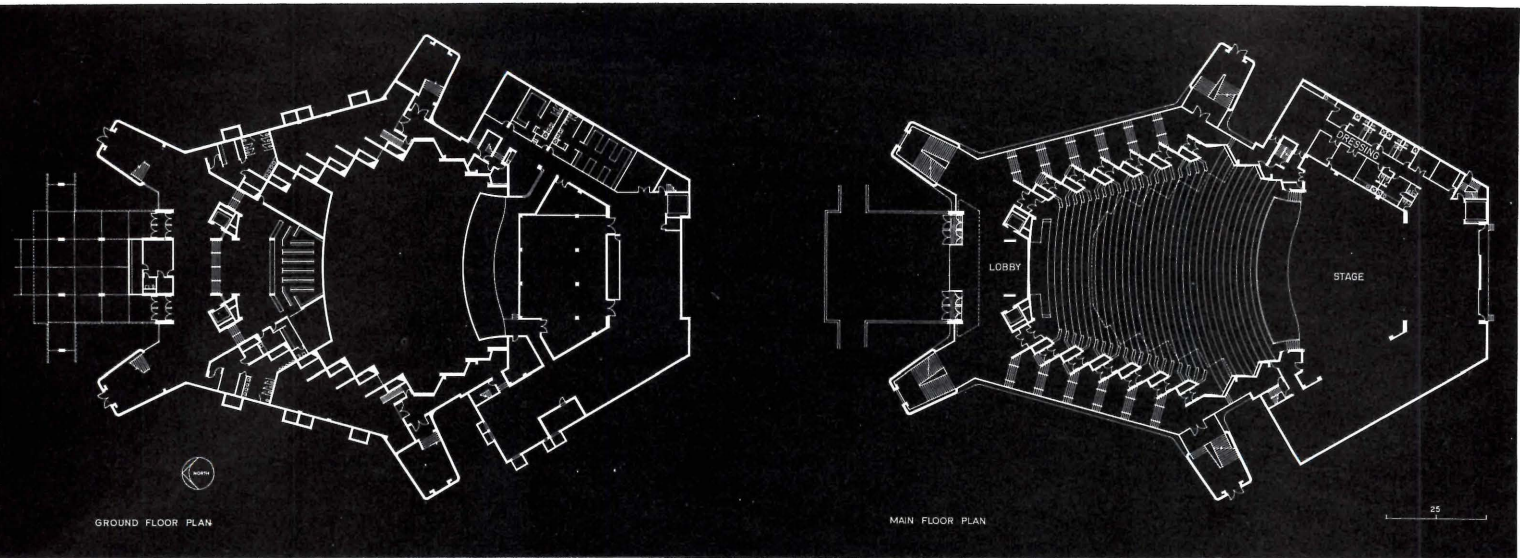 NORTH
GROUND FLOOR PLAN
LOBBY
STAGE
DRESSING
MAIN FLOOR PLAN
25